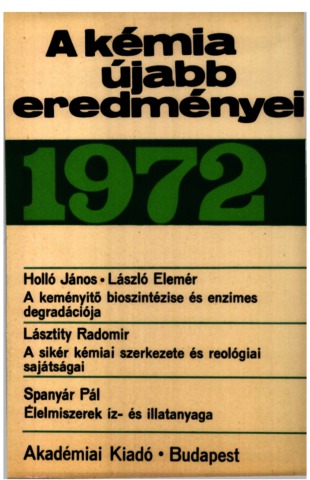 A kémia
újabb
eredményei
1972
Holló János • László Elemér
A keményítő bioszintézise és enzimes
degradációja
Lásztity Radomir
A sikér kémiai szerkezete és reológiai
sajátságai
Spanyár Pál
Élelmiszerek íz- és illatanyaga
Akadémiai Kiadó • Budapest